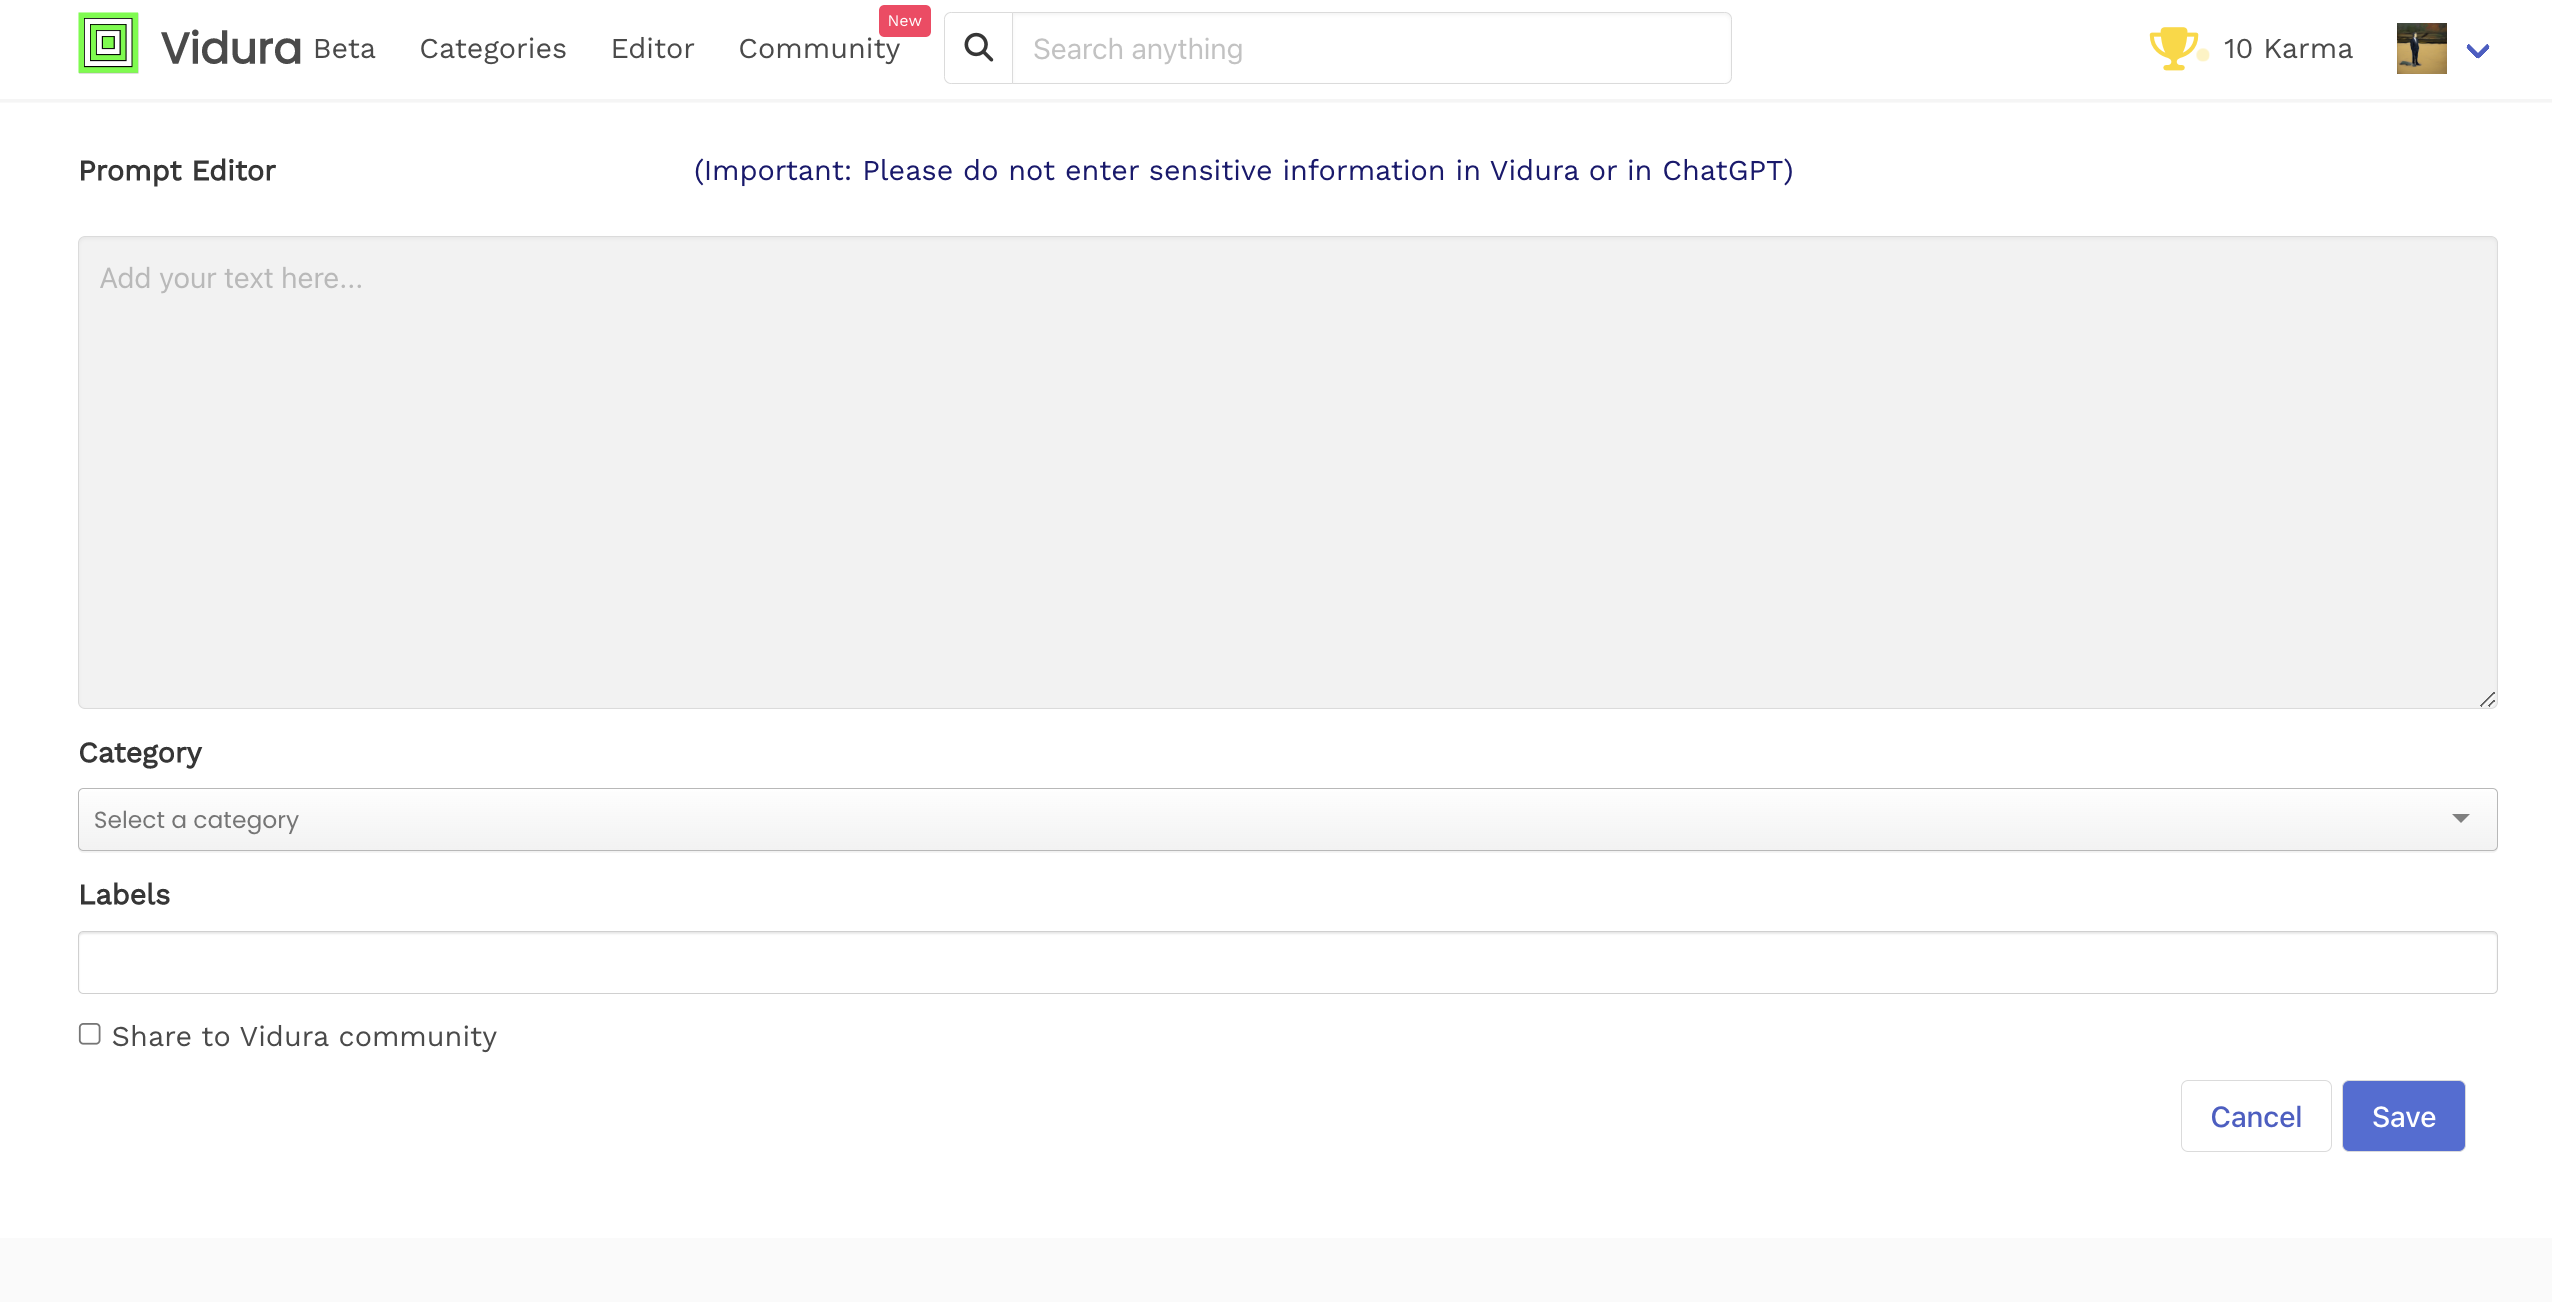 Vidura Beta Categories Editor Community New Search anything 10 Karma
Prompt Editor (Important: Please do not enter sensitive information in Vidura or in ChatGPT)
Add your text here...
Category
Select a category
Labels
Share to Vidura community
Cancel Save